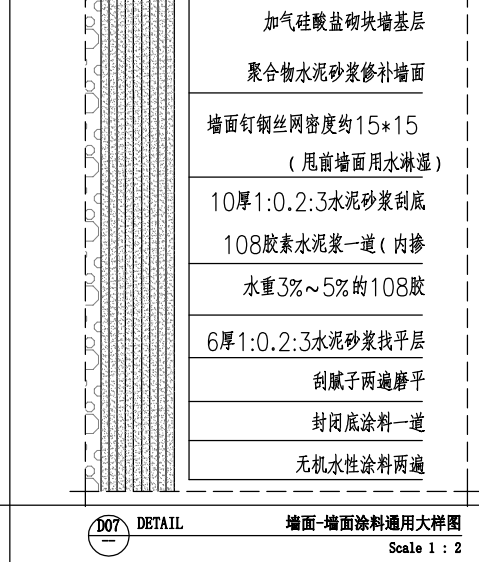 加气硅酸盐砌块墙基层
聚合物水泥砂浆修补墙面
墙面钉钢丝网密度约15*15
(甩前墙面用水淋湿)
10厚1:0.2:3水泥砂浆刮底
108胶素水泥浆一道(内掺
水重3%~5%的108胶
6厚1:0.2:3水泥砂浆找平层
刮腻子两遍磨平
封闭底涂料一道
无机水性涂料两遍
D07 DETAIL 墙面-墙面涂料通用大样图
-- Scale 1 : 2